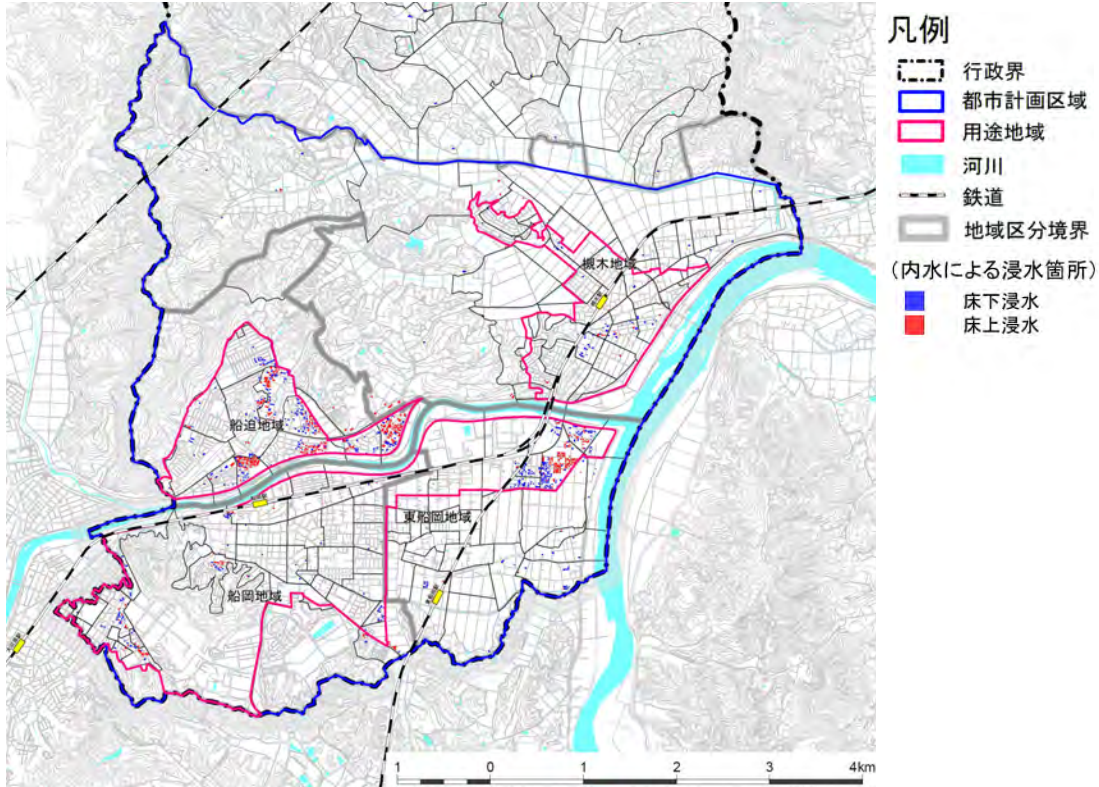 凡例
行政界
都市計画区域
用途地域
河川
鉄道
地域区分境界
(内水による浸水箇所)
床下浸水
床上浸水
槻木地域
船迫地域
東船岡地域
船岡地域
1 0 1 2 3 4km